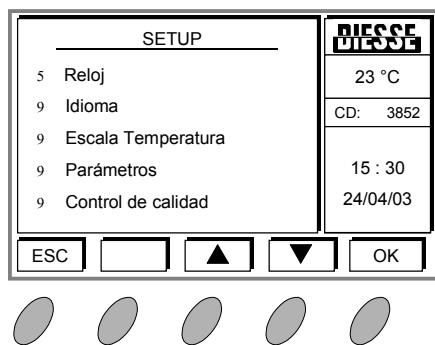 SETUP
5 Reloj
9 Idioma
9 Escala Temperatura
9 Parámetros
9 Control de calidad
DIESSE
23 °C
CD: 3852
15 : 30
24/04/03
ESC
OK